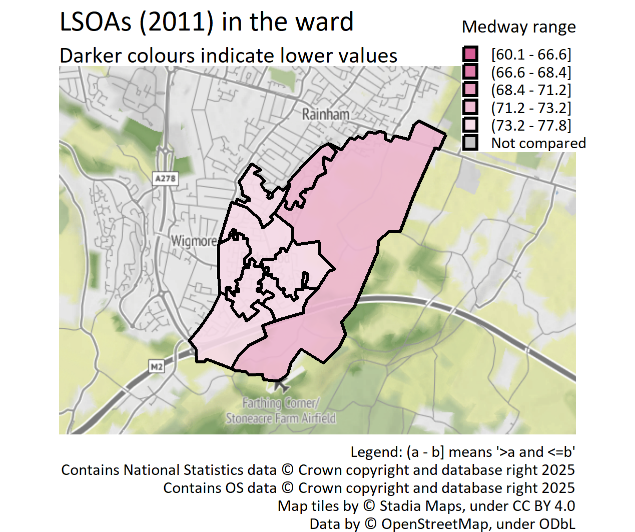 LSOAs (2011) in the ward
Darker colours indicate lower values
Medway range
[60.1 - 66.6]
(66.6 - 68.4]
(68.4 - 71.2]
(71.2 - 73.2]
(73.2 - 77.8]
Not compared
Rainham
A278
Wigmore
M2
Farthing Corner/
Stoneacre Farm Airfield
Legend: (a - b] means '>a and <=b'
Contains National Statistics data © Crown copyright and database right 2025
Contains OS data © Crown copyright and database right 2025
Map tiles by © Stadia Maps, under CC BY 4.0
Data by © OpenStreetMap, under ODbL